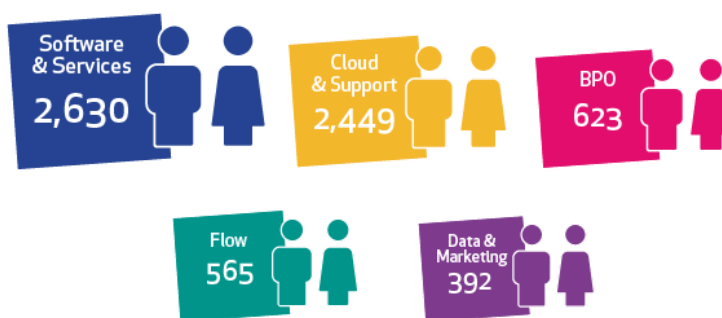 Software
& Services
2,630
Cloud
& Support
2,449
BPO
623
Flow
565
Data &
Marketing
392